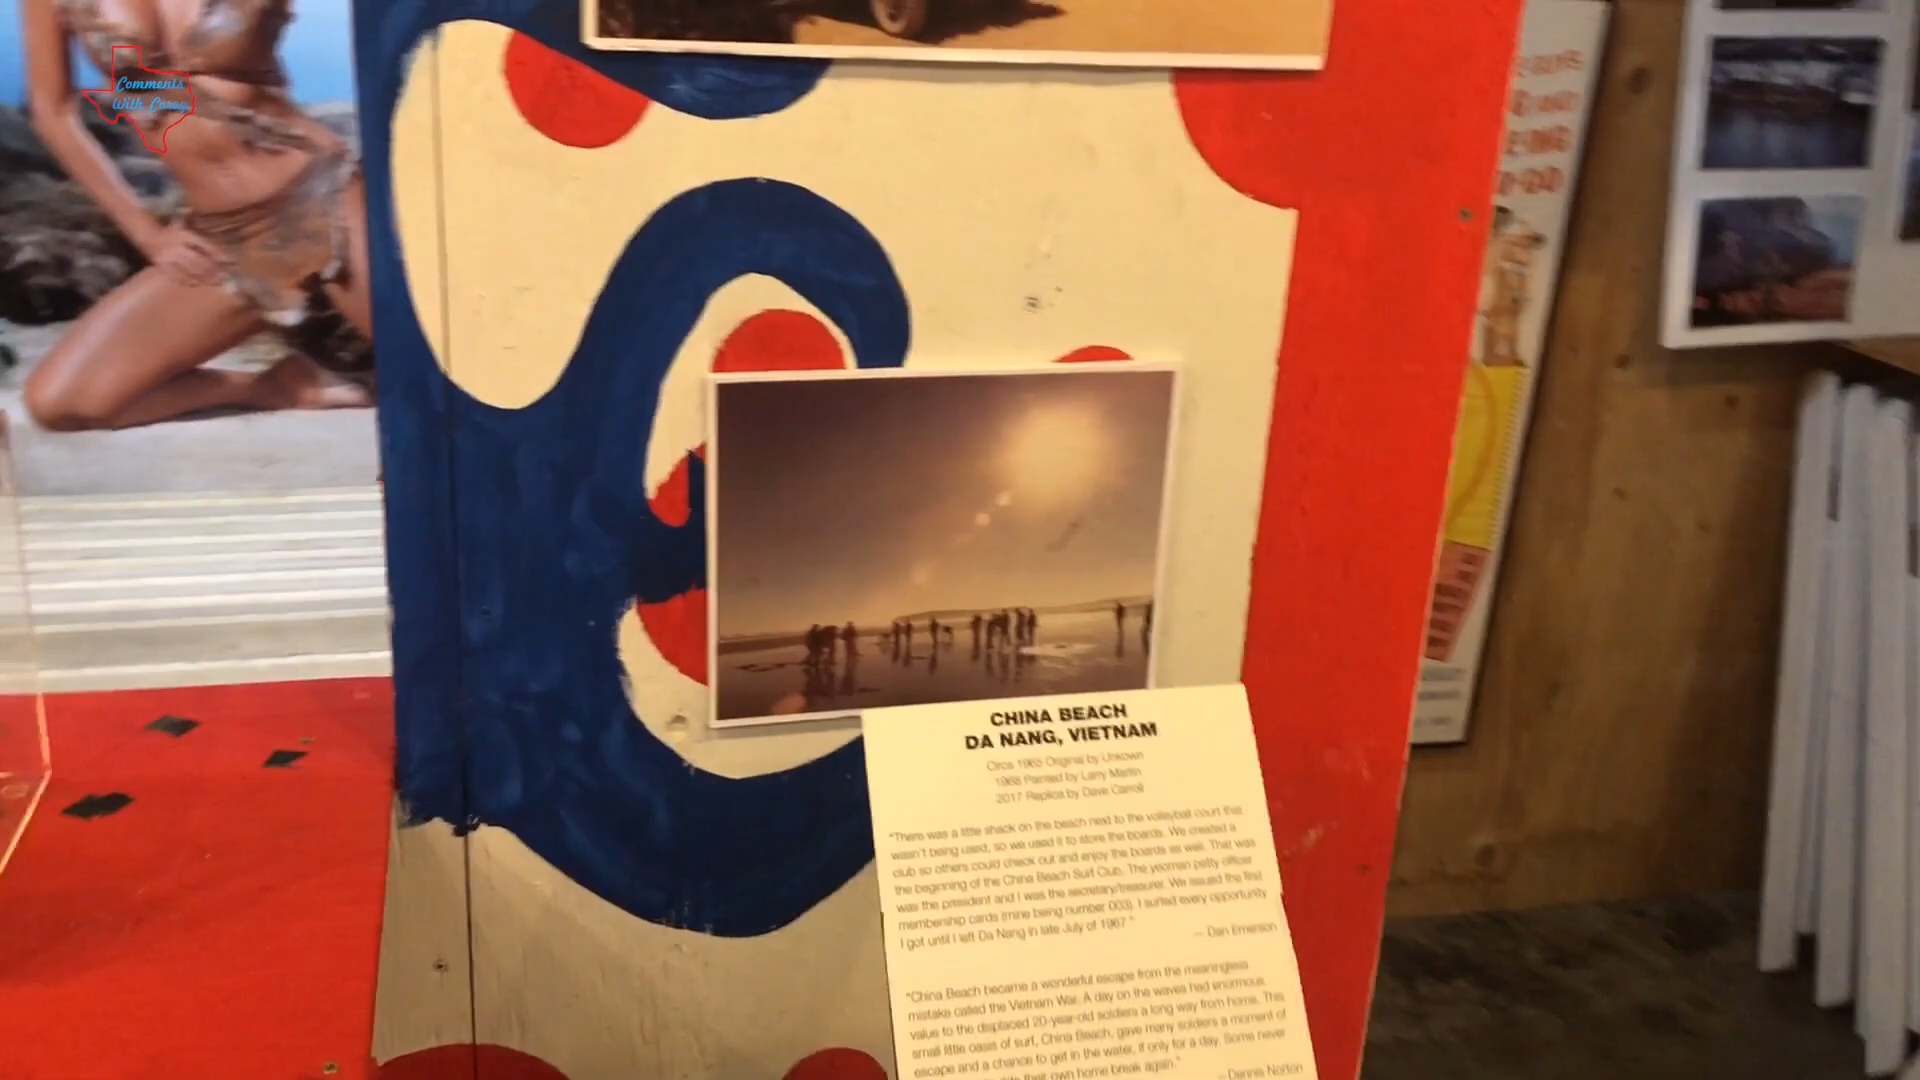 Comments
With Corey
CHINA BEACH
DA NANG, VIETNAM
Circa 1965 Original by Unkown
1968 Painted by Larry Martin
2017 Replica by Dave Carroll
"There was a little shack on the beach next to the volleyball court that
wasn't being used, so we used it to store the boards. We created a
club so others could check out and enjoy the boards as well. That was
the beginning of the China Beach Surf Club. The yeoman petty officer
was the president and I was the secretary/treasurer. We issued the first
membership cards (mine being number 003). I surfed every opportunity
I got until I left Da Nang in late July of 1967."
— Dan Emerson
"China Beach became a wonderful escape from the meaningless
mistake called the Vietnam War. A day on the waves had enormous
value to the displaced 20-year-old soldiers a long way from home. This
small little oasis of surf, China Beach, gave many soldiers a moment of
escape and a chance to get in the water, if only for a day. Some never
their own home break again."
— Dennis Norton